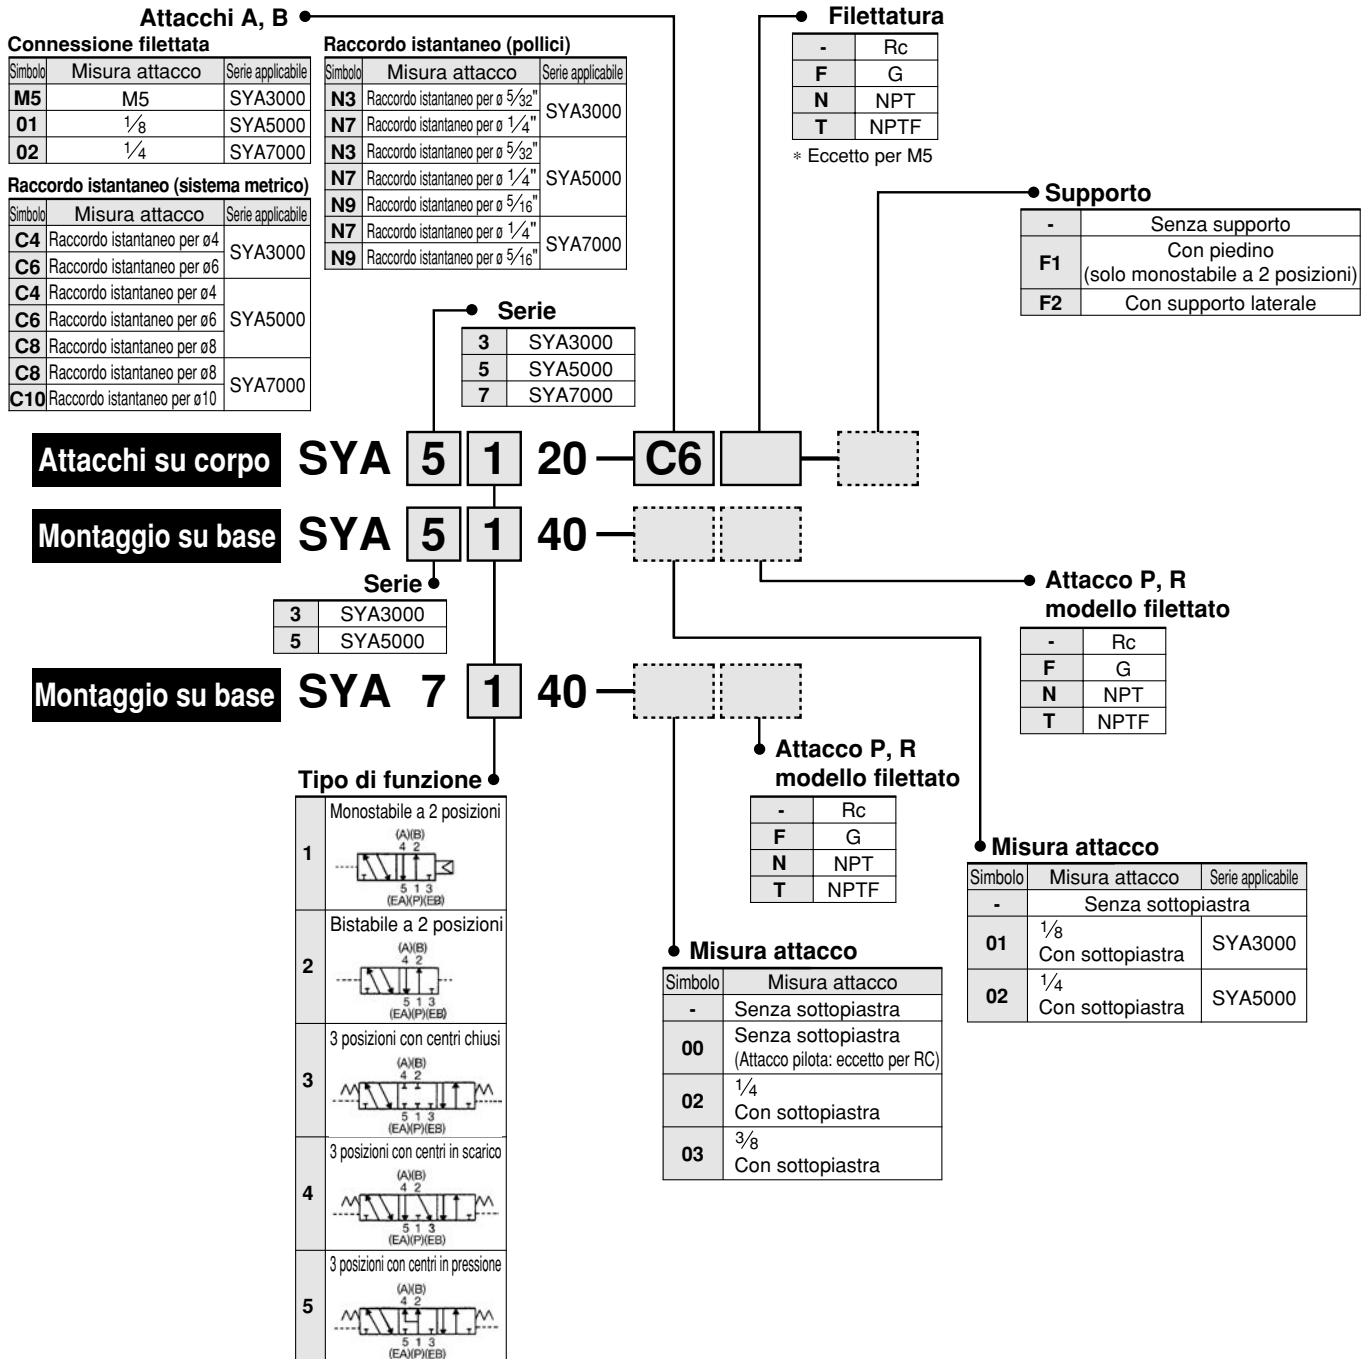 Attacchi A, B
Connessione filettata
Simbolo Misura attacco Serie applicabile
M5 M5 SYA3000
01 1/8 SYA5000
02 1/4 SYA7000
Raccordo istantaneo (sistema metrico)
Simbolo Misura attacco Serie applicabile
C4 Raccordo istantaneo per ø4 SYA3000
C6 Raccordo istantaneo per ø6
C4 Raccordo istantaneo per ø4
C6 Raccordo istantaneo per ø6 SYA5000
C8 Raccordo istantaneo per ø8
C8 Raccordo istantaneo per ø8 SYA7000
C10 Raccordo istantaneo per ø10
Raccordo istantaneo (pollici)
Simbolo Misura attacco Serie applicabile
N3 Raccordo istantaneo per ø 5/32" SYA3000
N7 Raccordo istantaneo per ø 1/4"
N3 Raccordo istantaneo per ø 5/32"
N7 Raccordo istantaneo per ø 1/4" SYA5000
N9 Raccordo istantaneo per ø 5/16"
N7 Raccordo istantaneo per ø 1/4" SYA7000
N9 Raccordo istantaneo per ø 5/16"
Filettatura
- Rc
F G
N NPT
T NPTF
* Eccetto per M5
Supporto
- Senza supporto
F1 Con piedino
(solo monostabile a 2 posizioni)
F2 Con supporto laterale
Serie
3 SYA3000
5 SYA5000
7 SYA7000
Attacchi su corpo SYA 5 1 20 — C6 —
Montaggio su base SYA 5 1 40 —
Serie
3 SYA3000
5 SYA5000
Montaggio su base SYA 7 1 40 —
Attacco P, R
modello filettato
- Rc
F G
N NPT
T NPTF
Misura attacco
Simbolo Misura attacco Serie applicabile
- Senza sottopiastra
01 1/8
Con sottopiastra SYA3000
02 1/4
Con sottopiastra SYA5000
Attacco P, R
modello filettato
- Rc
F G
N NPT
T NPTF
Misura attacco
Simbolo Misura attacco
- Senza sottopiastra
00 Senza sottopiastra
(Attacco pilota: eccetto per RC)
02 1/4
Con sottopiastra
03 3/8
Con sottopiastra
Tipo di funzione
1 Monostabile a 2 posizioni
(A)(B)
4 2
5 1 3
(EA)(P)(EB)
2 Bistabile a 2 posizioni
(A)(B)
4 2
5 1 3
(EA)(P)(EB)
3 3 posizioni con centri chiusi
(A)(B)
4 2
5 1 3
(EA)(P)(EB)
4 3 posizioni con centri in scarico
(A)(B)
4 2
5 1 3
(EA)(P)(EB)
5 3 posizioni con centri in pressione
(A)(B)
4 2
5 1 3
(EA)(P)(EB)